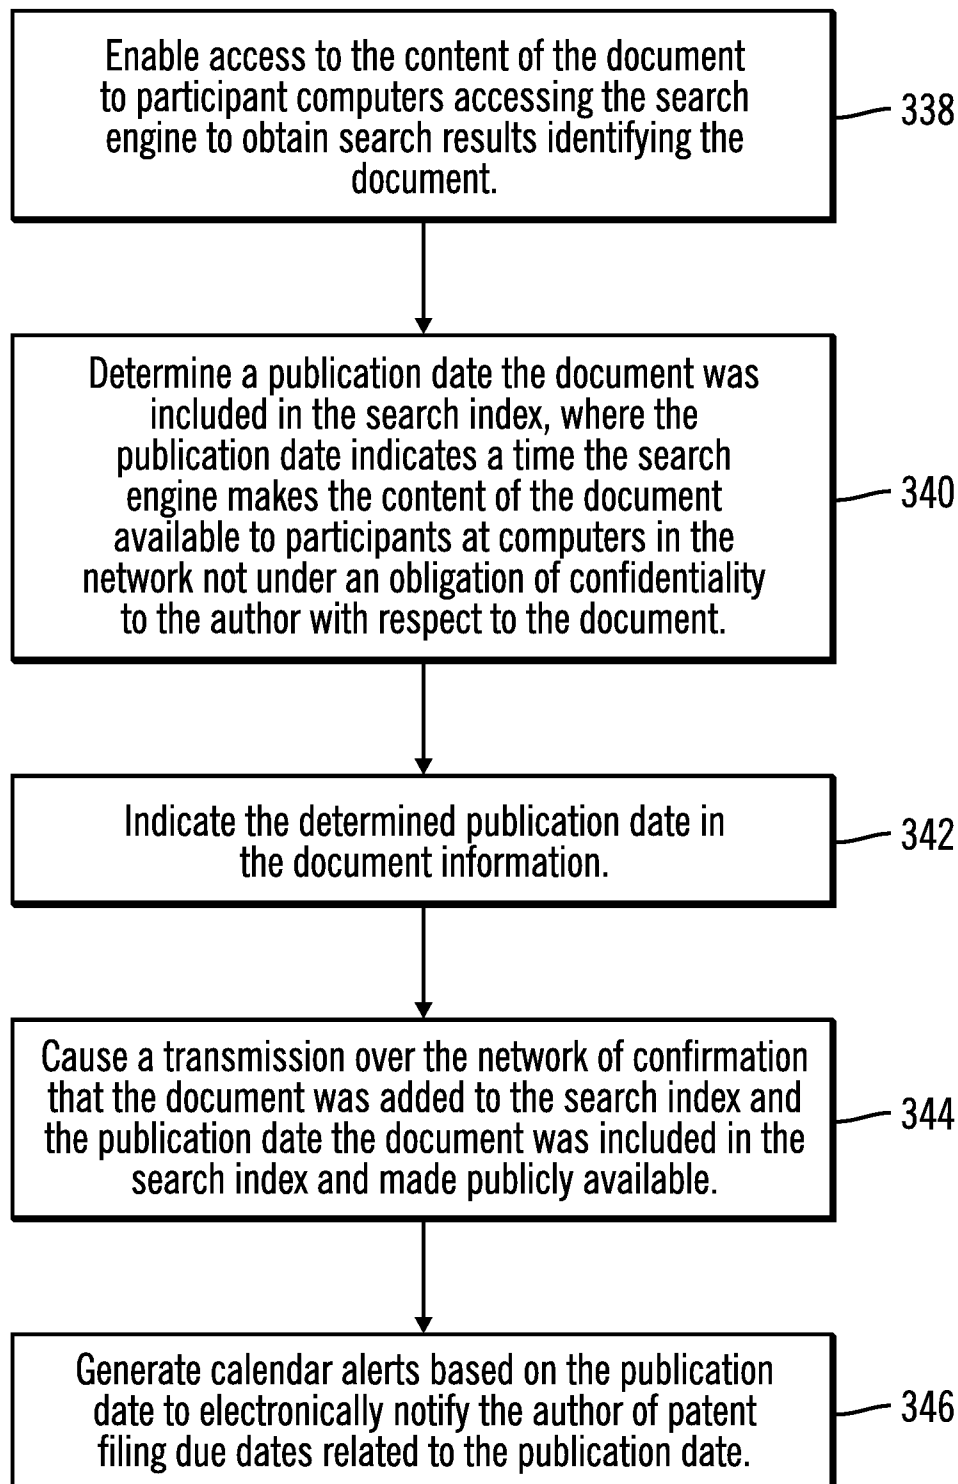 Enable access to the content of the document
to participant computers accessing the search
engine to obtain search results identifying the
document.
338
Determine a publication date the document was
included in the search index, where the
publication date indicates a time the search
engine makes the content of the document
available to participants at computers in the
network not under an obligation of confidentiality
to the author with respect to the document.
340
Indicate the determined publication date in
the document information.
342
Cause a transmission over the network of confirmation
that the document was added to the search index and
the publication date the document was included in the
search index and made publicly available.
344
Generate calendar alerts based on the publication
date to electronically notify the author of patent
filing due dates related to the publication date.
346